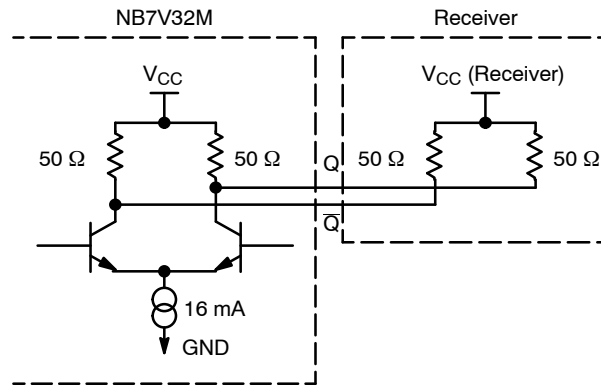 NB7V32M
Receiver
VCC
VCC (Receiver)
50 Ω
50 Ω
Q
50 Ω
50 Ω
Q̅
16 mA
GND